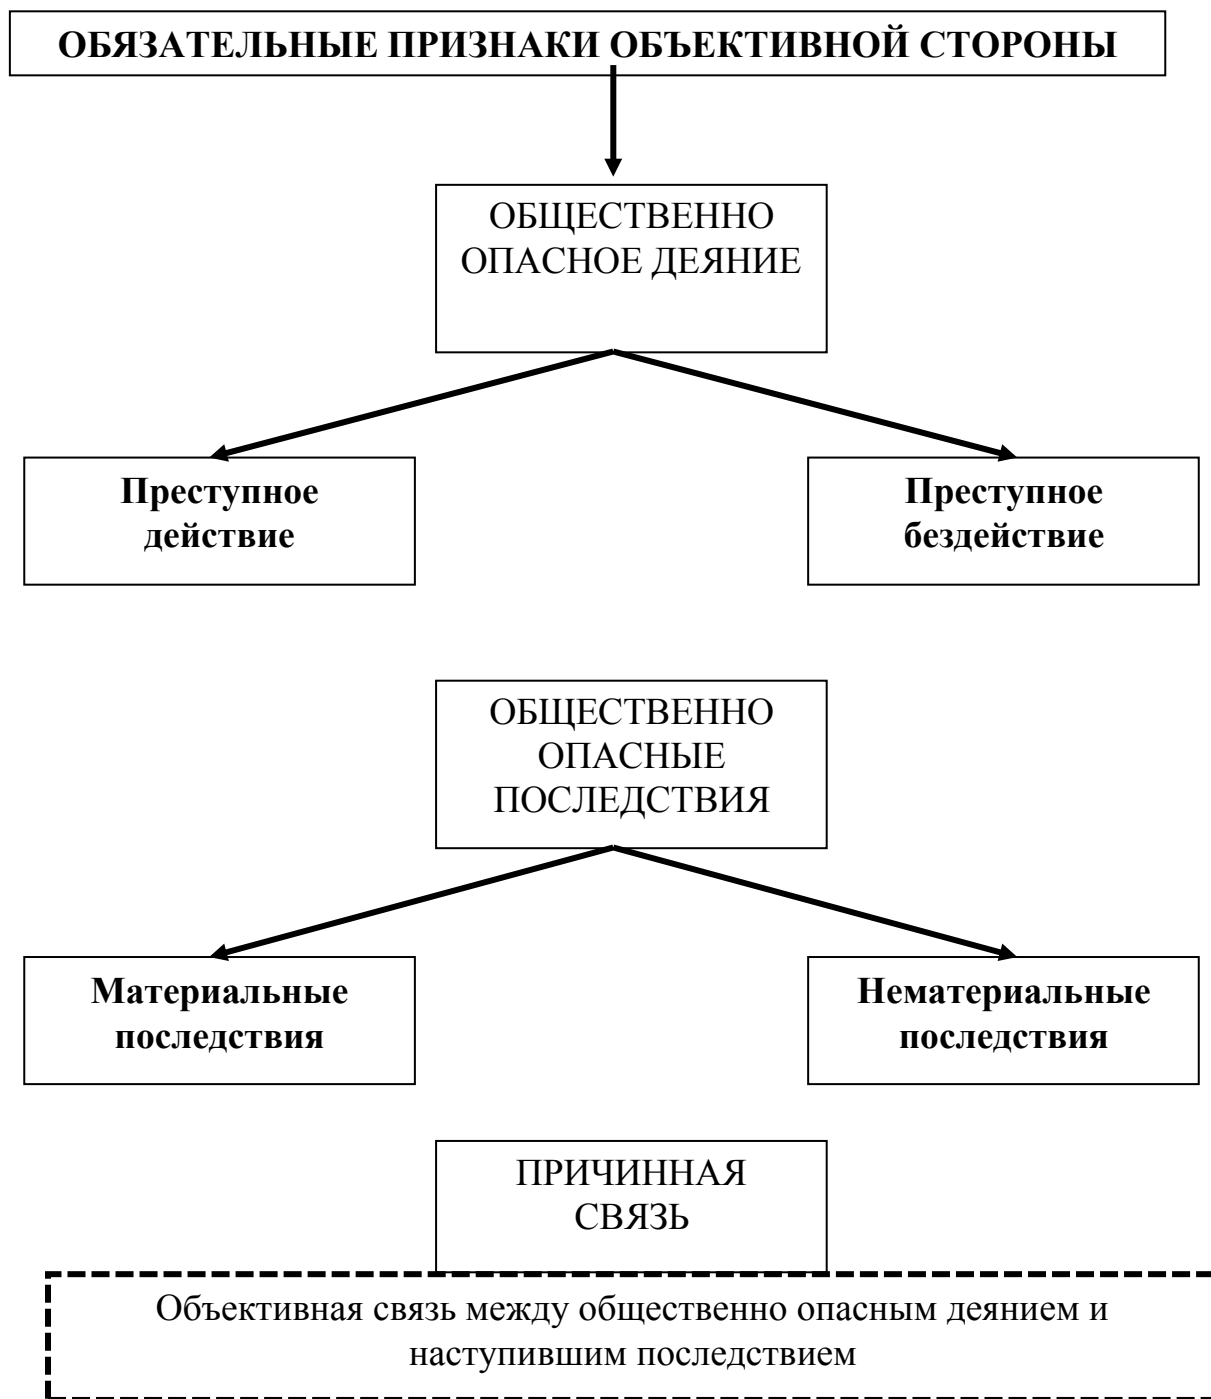 ОБЯЗАТЕЛЬНЫЕ ПРИЗНАКИ ОБЪЕКТИВНОЙ СТОРОНЫ
ОБЩЕСТВЕННО
ОПАСНОЕ ДЕЯНИЕ
Преступное
действие
Преступное
бездействие
ОБЩЕСТВЕННО
ОПАСНЫЕ
ПОСЛЕДСТВИЯ
Материальные
последствия
Нематериальные
последствия
ПРИЧИННАЯ
СВЯЗЬ
Объективная связь между общественно опасным деянием и
наступившим последствием